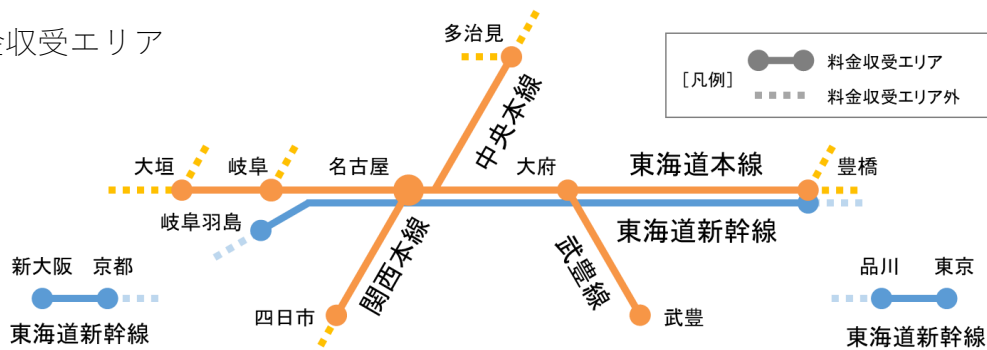 収受エリア
多治見
[凡例]
料金収受エリア
料金収受エリア外
中央本線
大垣
岐阜
名古屋
大府
東海道本線
豊橋
岐阜羽島
東海道新幹線
関西本線
武豊線
新大阪
京都
品川
東京
四日市
武豊
東海道新幹線
東海道新幹線